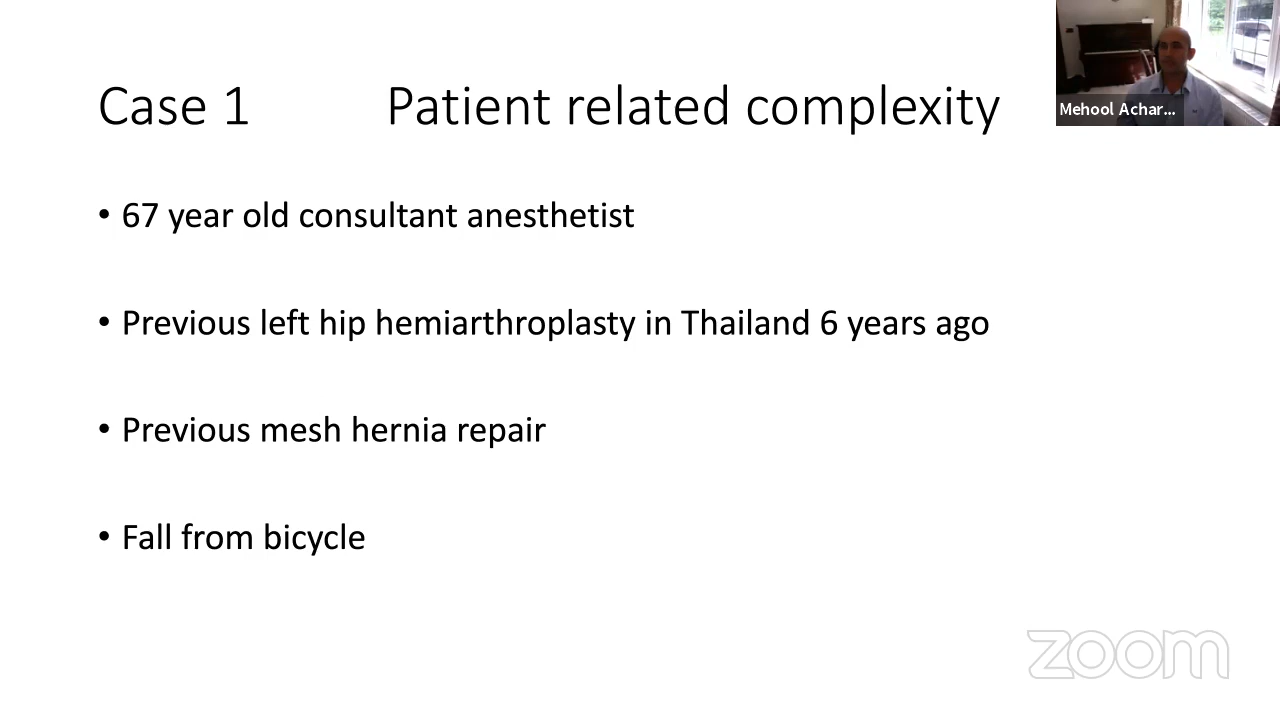 Case 1 Patient related complexity
Mehool Achar...
• 67 year old consultant anesthetist
• Previous left hip hemiarthroplasty in Thailand 6 years ago
• Previous mesh hernia repair
• Fall from bicycle
zoom